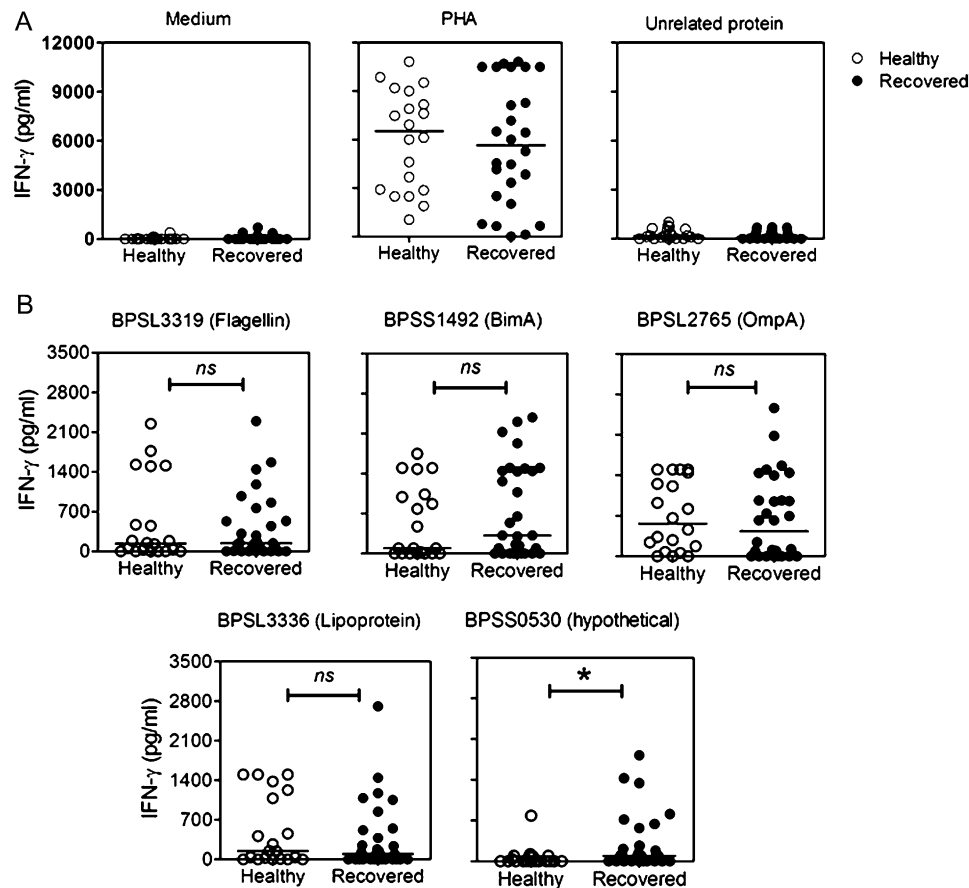 A
Medium
PHA
Unrelated protein
Healthy
Recovered
IFN-γ (pg/ml)
12000
9000
6000
3000
0
Healthy Recovered
Healthy Recovered
Healthy Recovered
B
BPSL3319 (Flagellin)
BPSS1492 (BimA)
BPSL2765 (OmpA)
IFN-γ (pg/ml)
3500
2800
2100
1400
700
0
ns
ns
ns
Healthy Recovered
Healthy Recovered
Healthy Recovered
BPSL3336 (Lipoprotein)
BPSS0530 (hypothetical)
IFN-γ (pg/ml)
3500
2800
2100
1400
700
0
ns
*
Healthy Recovered
Healthy Recovered